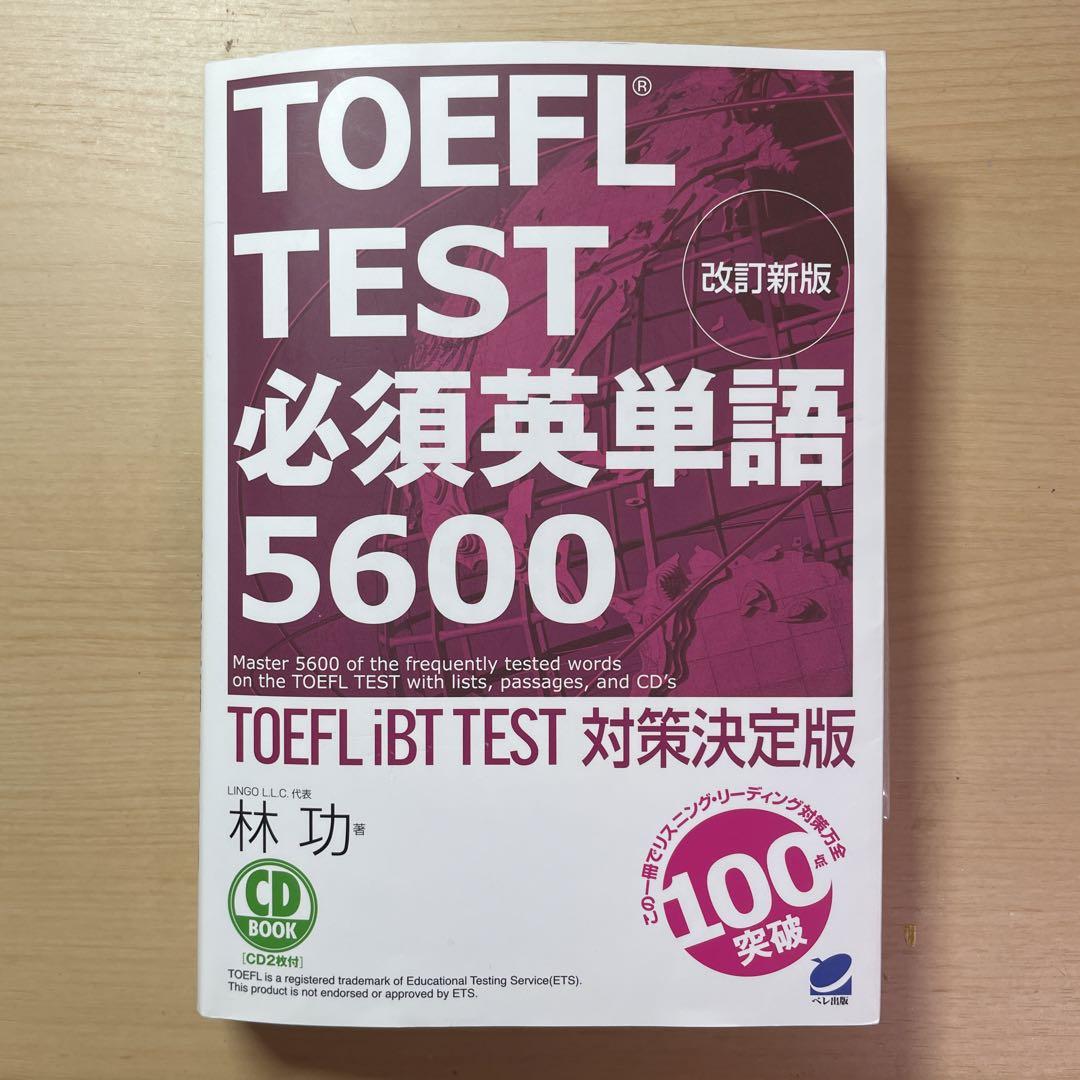 TOEFL®
TEST
改訂新版
必須英単語
5600
Master 5600 of the frequently tested words
on the TOEFL TEST with lists, passages, and CD's
TOEFL iBT TEST 対策決定版
LINGO L.L.C. 代表
林 功 著
この一冊でリスニング・リーディング対策万全
100点
突破
CD
BOOK
[CD2枚付]
TOEFL is a registered trademark of Educational Testing Service(ETS).
This product is not endorsed or approved by ETS.
ベレ出版